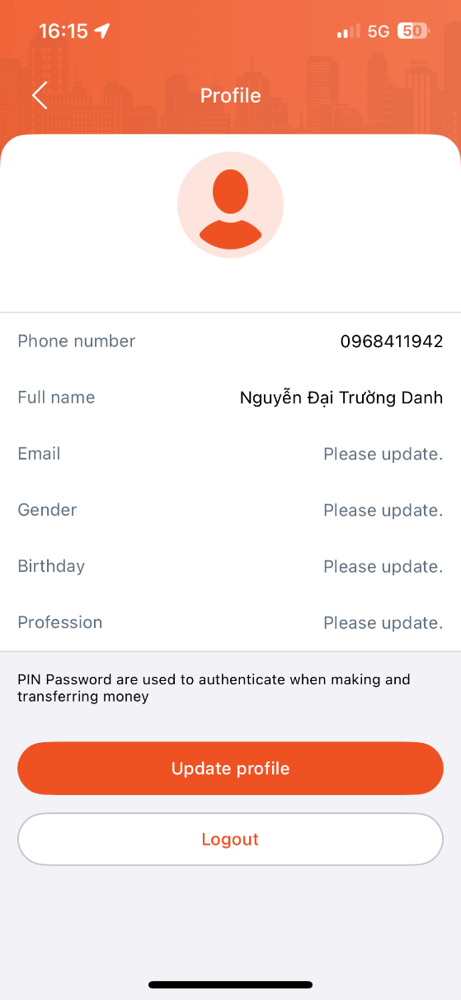 16:15
5G
50
Profile
Phone number 0968411942
Full name Nguyễn Đại Trường Danh
Email Please update.
Gender Please update.
Birthday Please update.
Profession Please update.
PIN Password are used to authenticate when making and
transferring money
Update profile
Logout